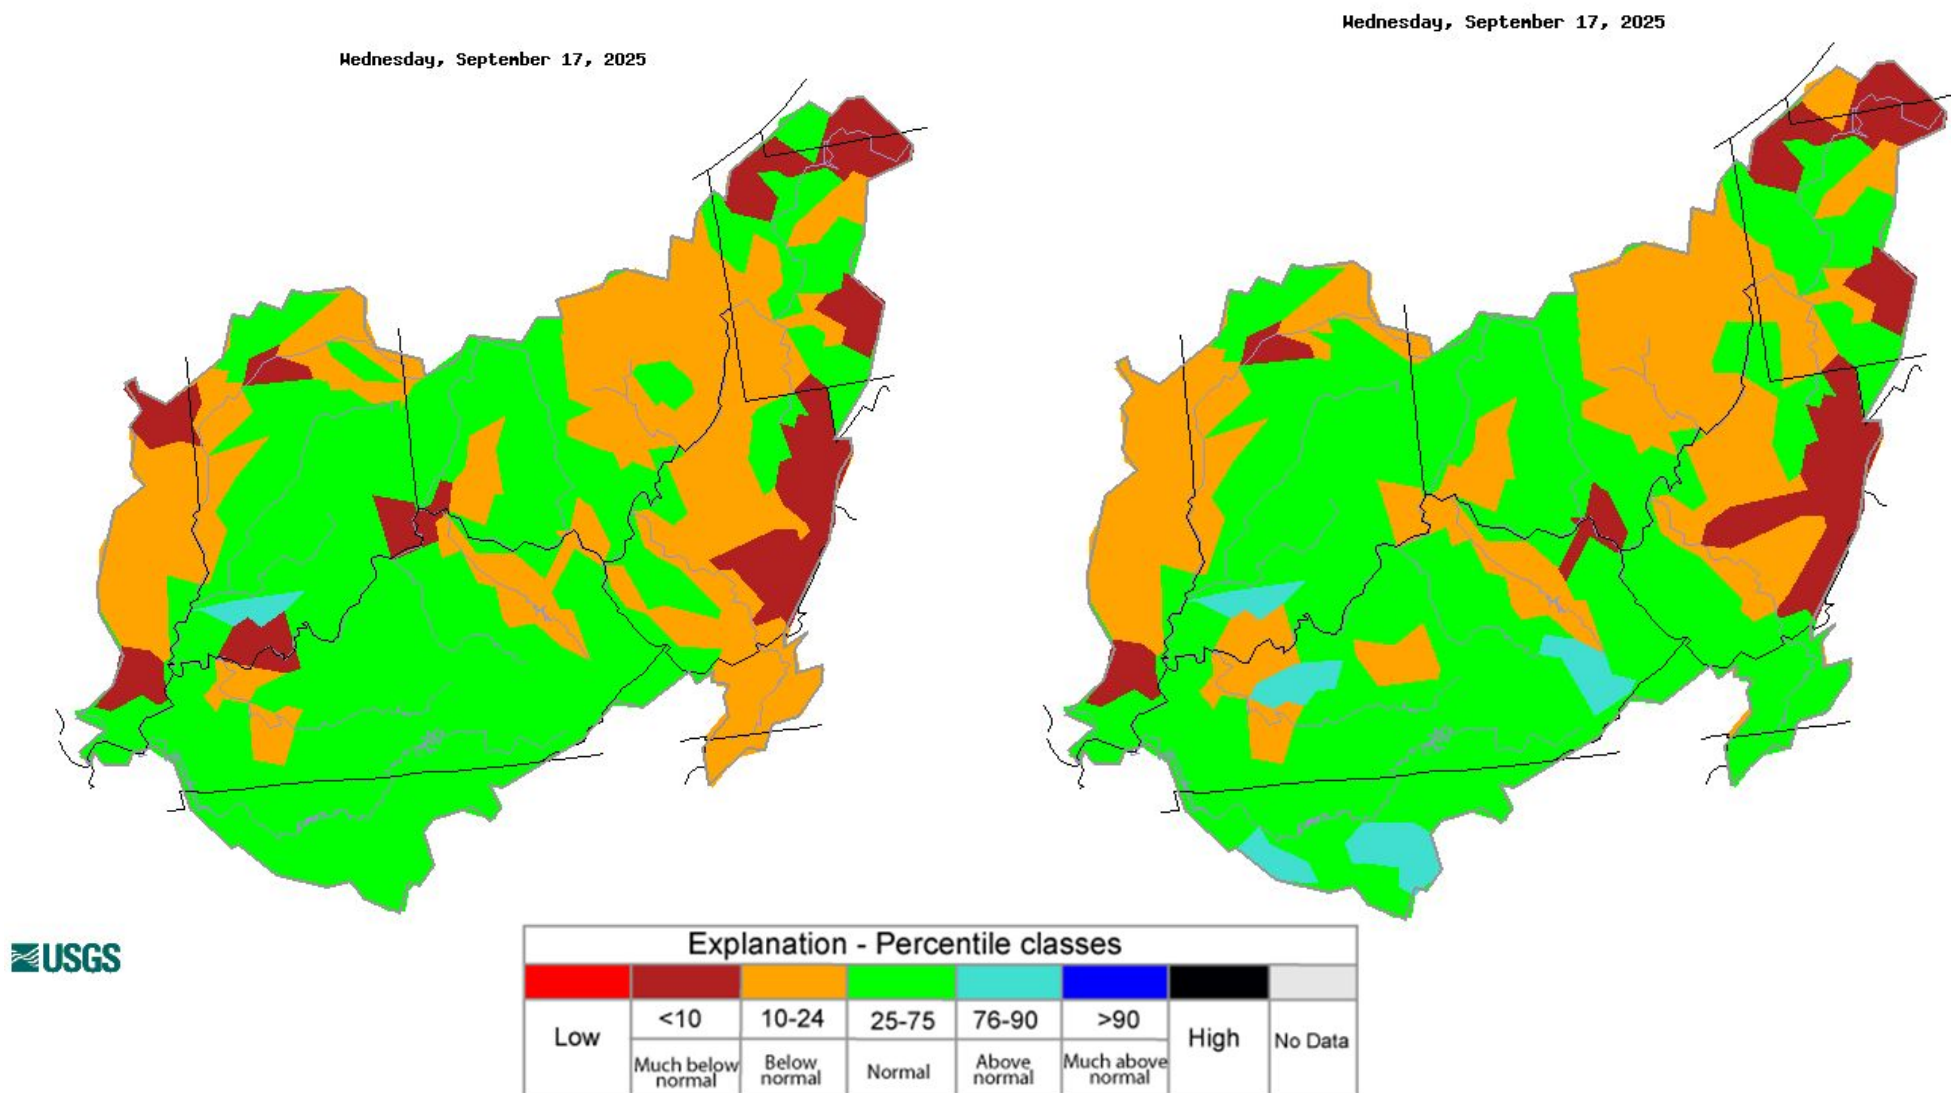 Wednesday, September 17, 2025
Wednesday, September 17, 2025
USGS
Explanation - Percentile classes
<10 10-24 25-75 76-90 >90
Low High No Data
Much below normal Below normal Normal Above normal Much above normal